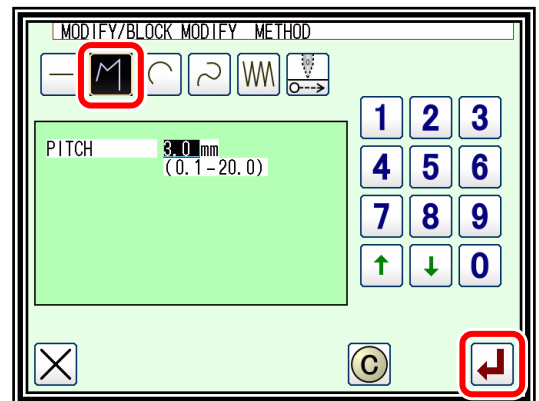 MODIFY/BLOCK MODIFY METHOD
1 2 3
PITCH 3.0 mm
(0.1-20.0)
4 5 6
7 8 9
↑ ↓ 0
C